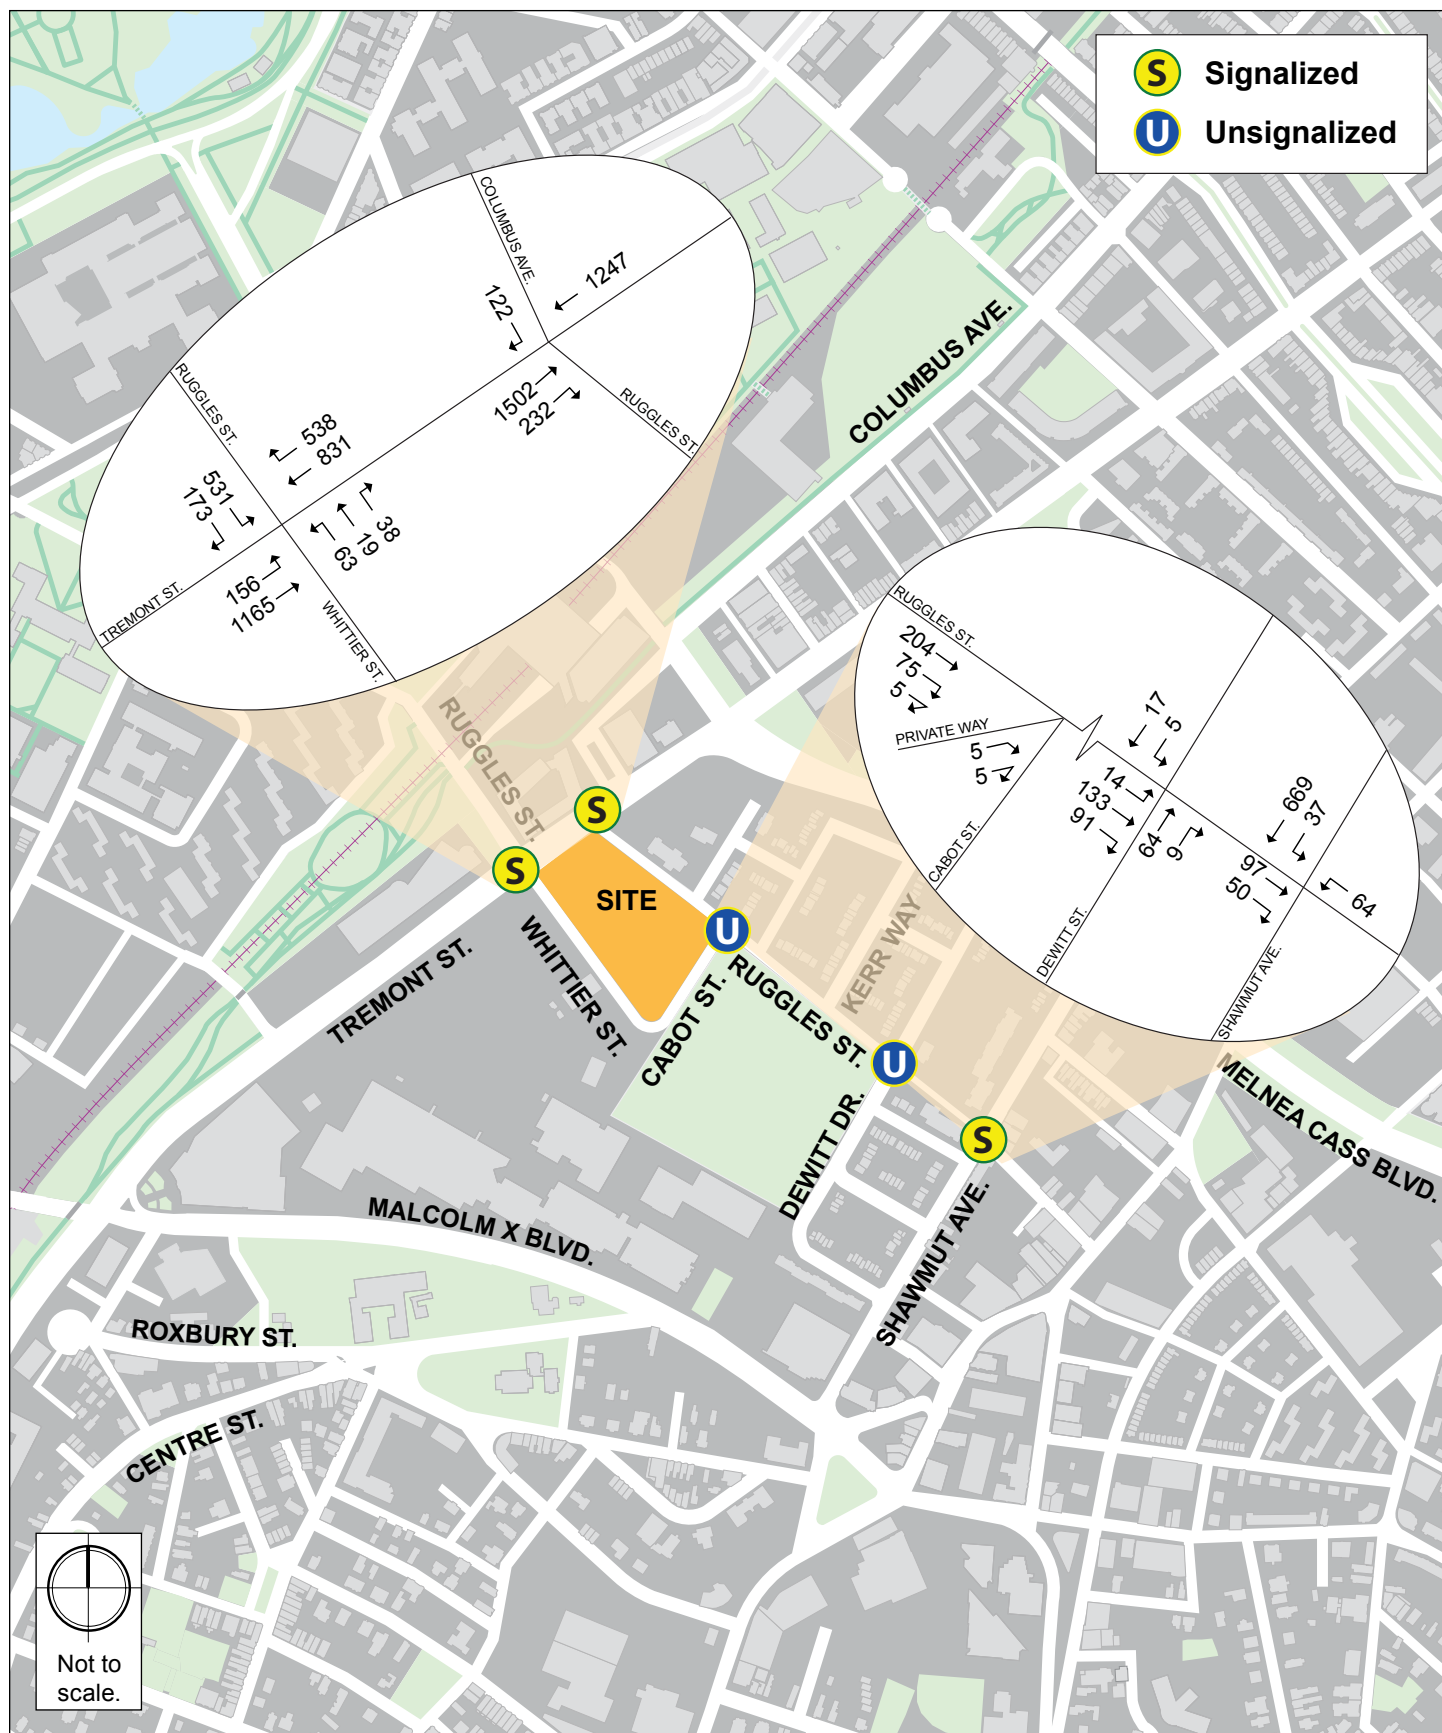 S Signalized
U Unsignalized
COLUMBUS AVE.
1247
122
1502
232
RUGGLES ST.
RUGGLES ST.
538
831
531
173
38
19
63
156
1165
TREMONT ST.
WHITTIER ST.
COLUMBUS AVE.
RUGGLES ST.
204
75
5
PRIVATE WAY
5
5
CABOT ST.
17
5
14
133
91
64
9
DEWITT ST.
669
37
97
50
64
SHAWMUT AVE.
RUGGLES ST.
S
S
SITE
U
WHITTIER ST.
TREMONT ST.
CABOT ST.
RUGGLES ST.
KERR WAY
U
DEWITT DR.
S
SHAWMUT AVE.
MELNEA CASS BLVD.
MALCOLM X BLVD.
ROXBURY ST.
CENTRE ST.
Not to
scale.